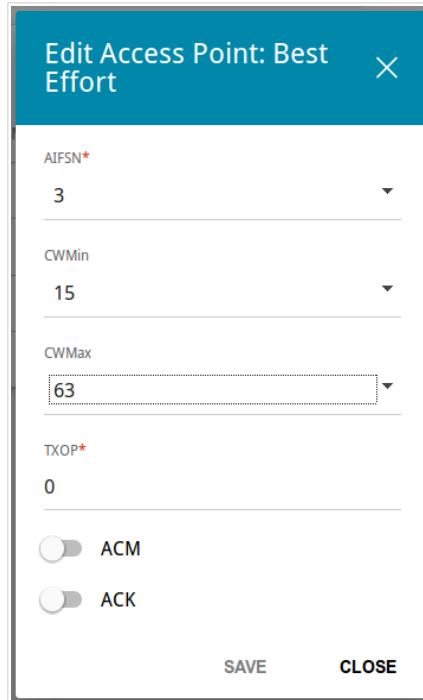 Edit Access Point: Best
Effort
AIFSN*
3
CWMin
15
CWMax
63
TXOP*
0
ACM
ACK
SAVE CLOSE